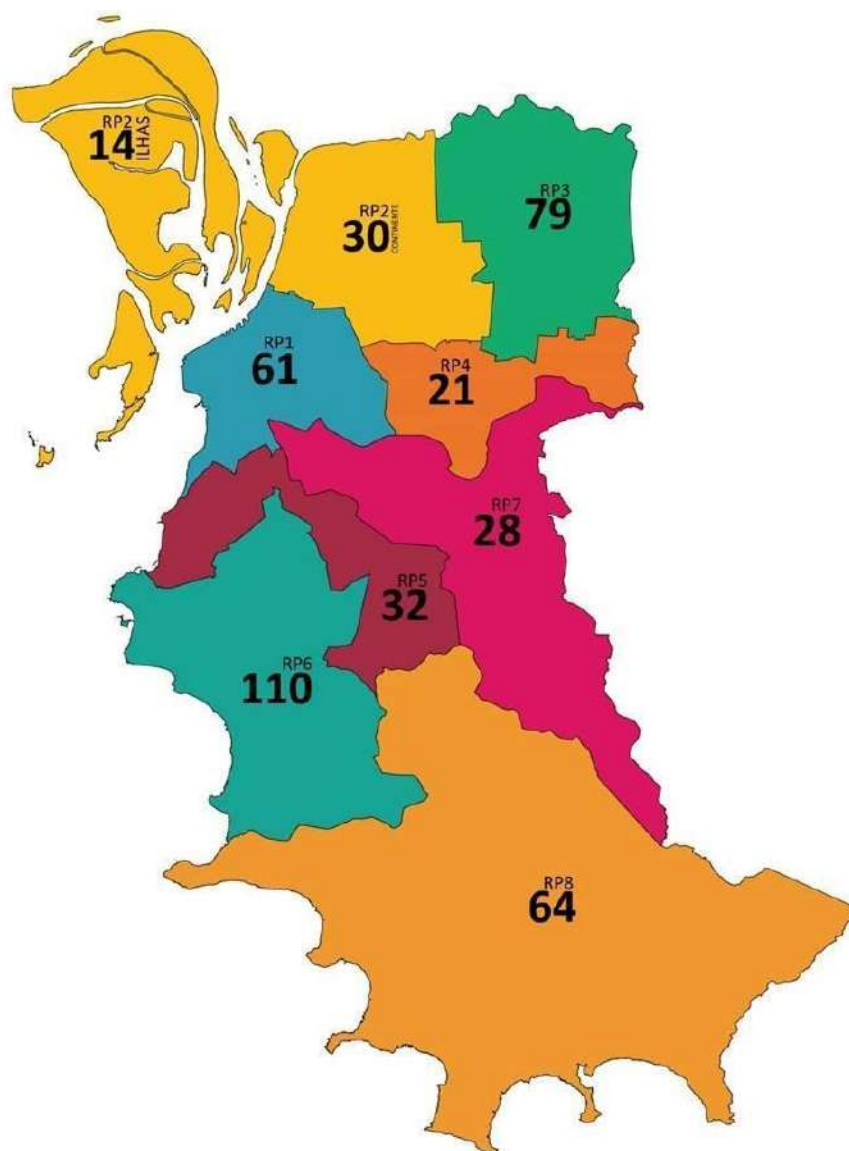 RP2
14
ILHAS
RP2
30
CONTINENTE
RP3
79
RP1
61
RP4
21
RP7
28
RP5
32
RP6
110
RP8
64